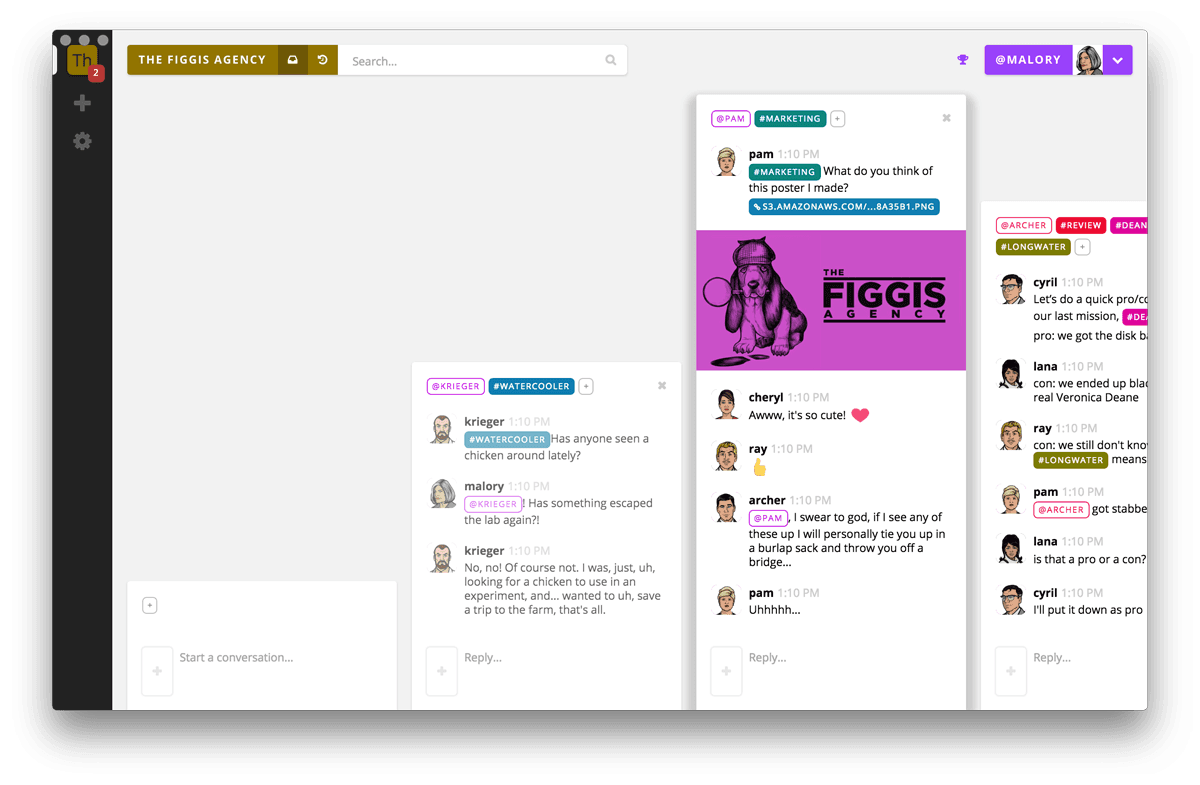 Th
2
THE FIGGIS AGENCY
Search...
@MALORY
Start a conversation...
@KRIEGER #WATERCOOLER
krieger 1:10 PM
#WATERCOOLER Has anyone seen a
chicken around lately?
malory 1:10 PM
@KRIEGER! Has something escaped
the lab again?!
krieger 1:10 PM
No, no! Of course not. I was, just, uh,
looking for a chicken to use in an
experiment, and... wanted to uh, save
a trip to the farm, that's all.
Reply...
@PAM #MARKETING
pam 1:10 PM
#MARKETING What do you think of
this poster I made?
S3.AMAZONAWS.COM/...8A35B1.PNG
THE
FIGGIS
AGENCY
cheryl 1:10 PM
Awww, it's so cute!
ray 1:10 PM
archer 1:10 PM
@PAM, I swear to god, if I see any of
these up I will personally tie you up in
a burlap sack and throw you off a
bridge...
pam 1:10 PM
Uhhhhh...
Reply...
@ARCHER #REVIEW #DEAN
#LONGWATER
cyril 1:10 PM
Let's do a quick pro/co
our last mission, #DEA
pro: we got the disk ba
lana 1:10 PM
con: we ended up blac
real Veronica Deane
ray 1:10 PM
con: we still don't kno
#LONGWATER means
pam 1:10 PM
@ARCHER got stabbe
lana 1:10 PM
is that a pro or a con?
cyril 1:10 PM
I'll put it down as pro
Reply...